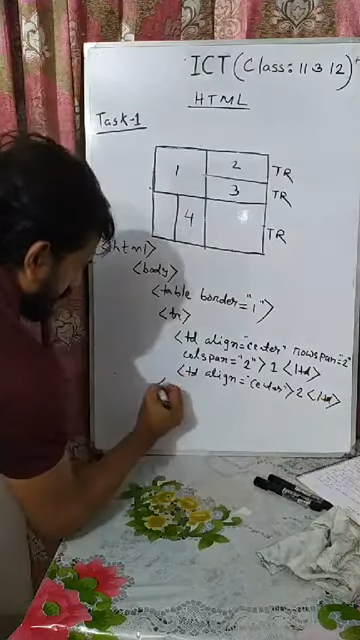 ICT (Class: 11 & 12)
HTML
Task-1
1
2
TR
3
TR
4
TR
<html>
<body>
<table boarder="1">
<tr>
<td align="center" rowspan="2"
colspan="2"> 1 </td>
<td align="center> 2 </td>
<